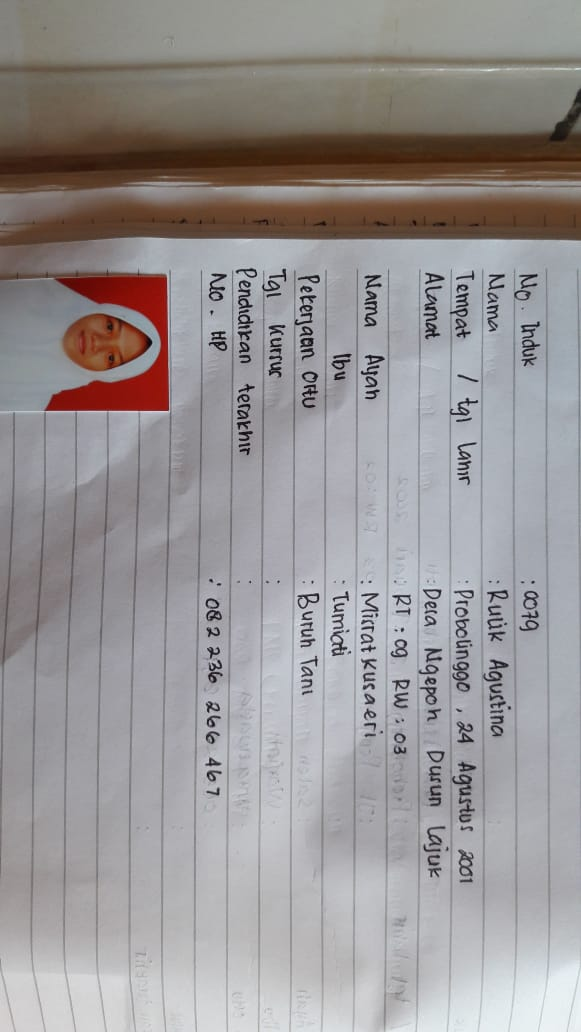 No. Induk : 0079
Nama : Ruik Agustina
Tempat / tgl lahir : Probolinggo, 24 Agustus 2001
Alamat : Desa Ngepoh Dusun Lajuk
RT : 09 RW : 03
Nama Ayah : Misrat Kusaeri
Ibu : Tumiati
Pekerjaan Ortu : Buruh Tani
Tgl Kursus :
Pendidikan terakhir :
No. HP : 082 236 266 467